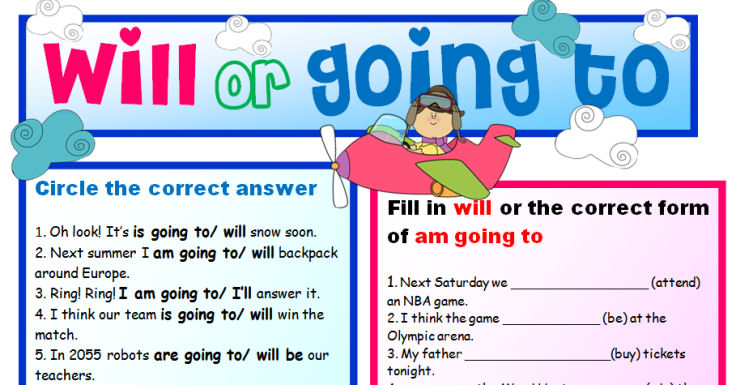 Will or going to
Circle the correct answer
1. Oh look! It's is going to/ will snow soon.
2. Next summer I am going to/ will backpack
around Europe.
3. Ring! Ring! I am going to/ I'll answer it.
4. I think our team is going to/ will win the
match.
5. In 2055 robots are going to/ will be our
teachers.
Fill in will or the correct form
of am going to
1. Next Saturday we ____________________ (attend)
an NBA game.
2. I think the game ______________ (be) at the
Olympic arena.
3. My father _____________________(buy) tickets
tonight.